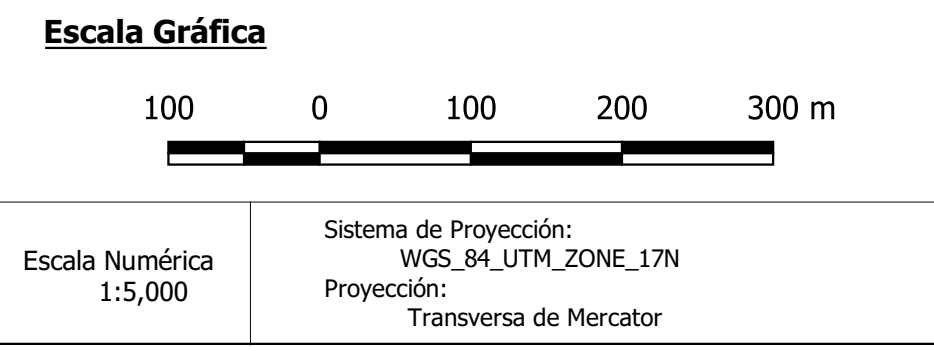 Escala Gráfica
100 0 100 200 300 m
Escala Numérica
1:5,000
Sistema de Proyección:
WGS_84_UTM_ZONE_17N
Proyección:
Transversa de Mercator